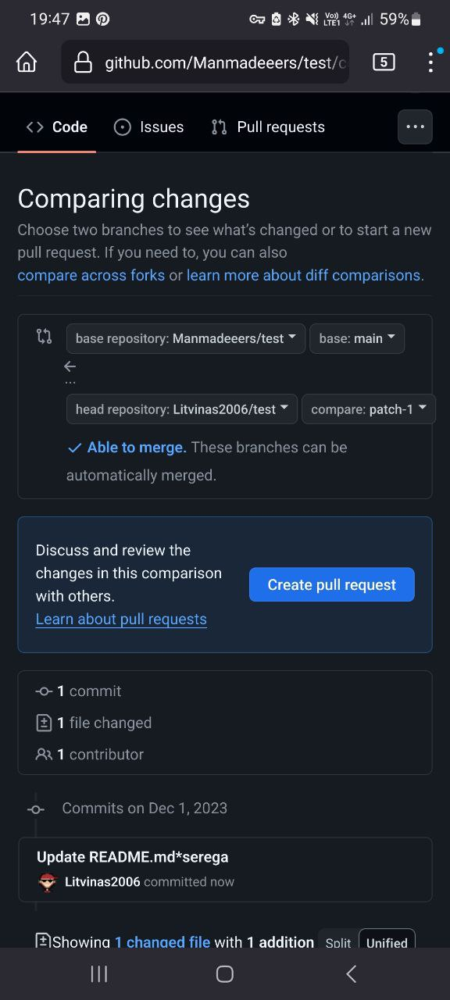 19:47 Vo)) LTE1 4G+ 59%
github.com/Manmadeeers/test/c 5
Code Issues Pull requests
Comparing changes
Choose two branches to see what's changed or to start a new
pull request. If you need to, you can also
compare across forks or learn more about diff comparisons.
base repository: Manmadeeers/test base: main
...
head repository: Litvinas2006/test compare: patch-1
Able to merge. These branches can be
automatically merged.
Discuss and review the
changes in this comparison
with others.
Create pull request
Learn about pull requests
1 commit
1 file changed
1 contributor
Commits on Dec 1, 2023
Update README.md*serega
Litvinas2006 committed now
Showing 1 changed file with 1 addition Split Unified